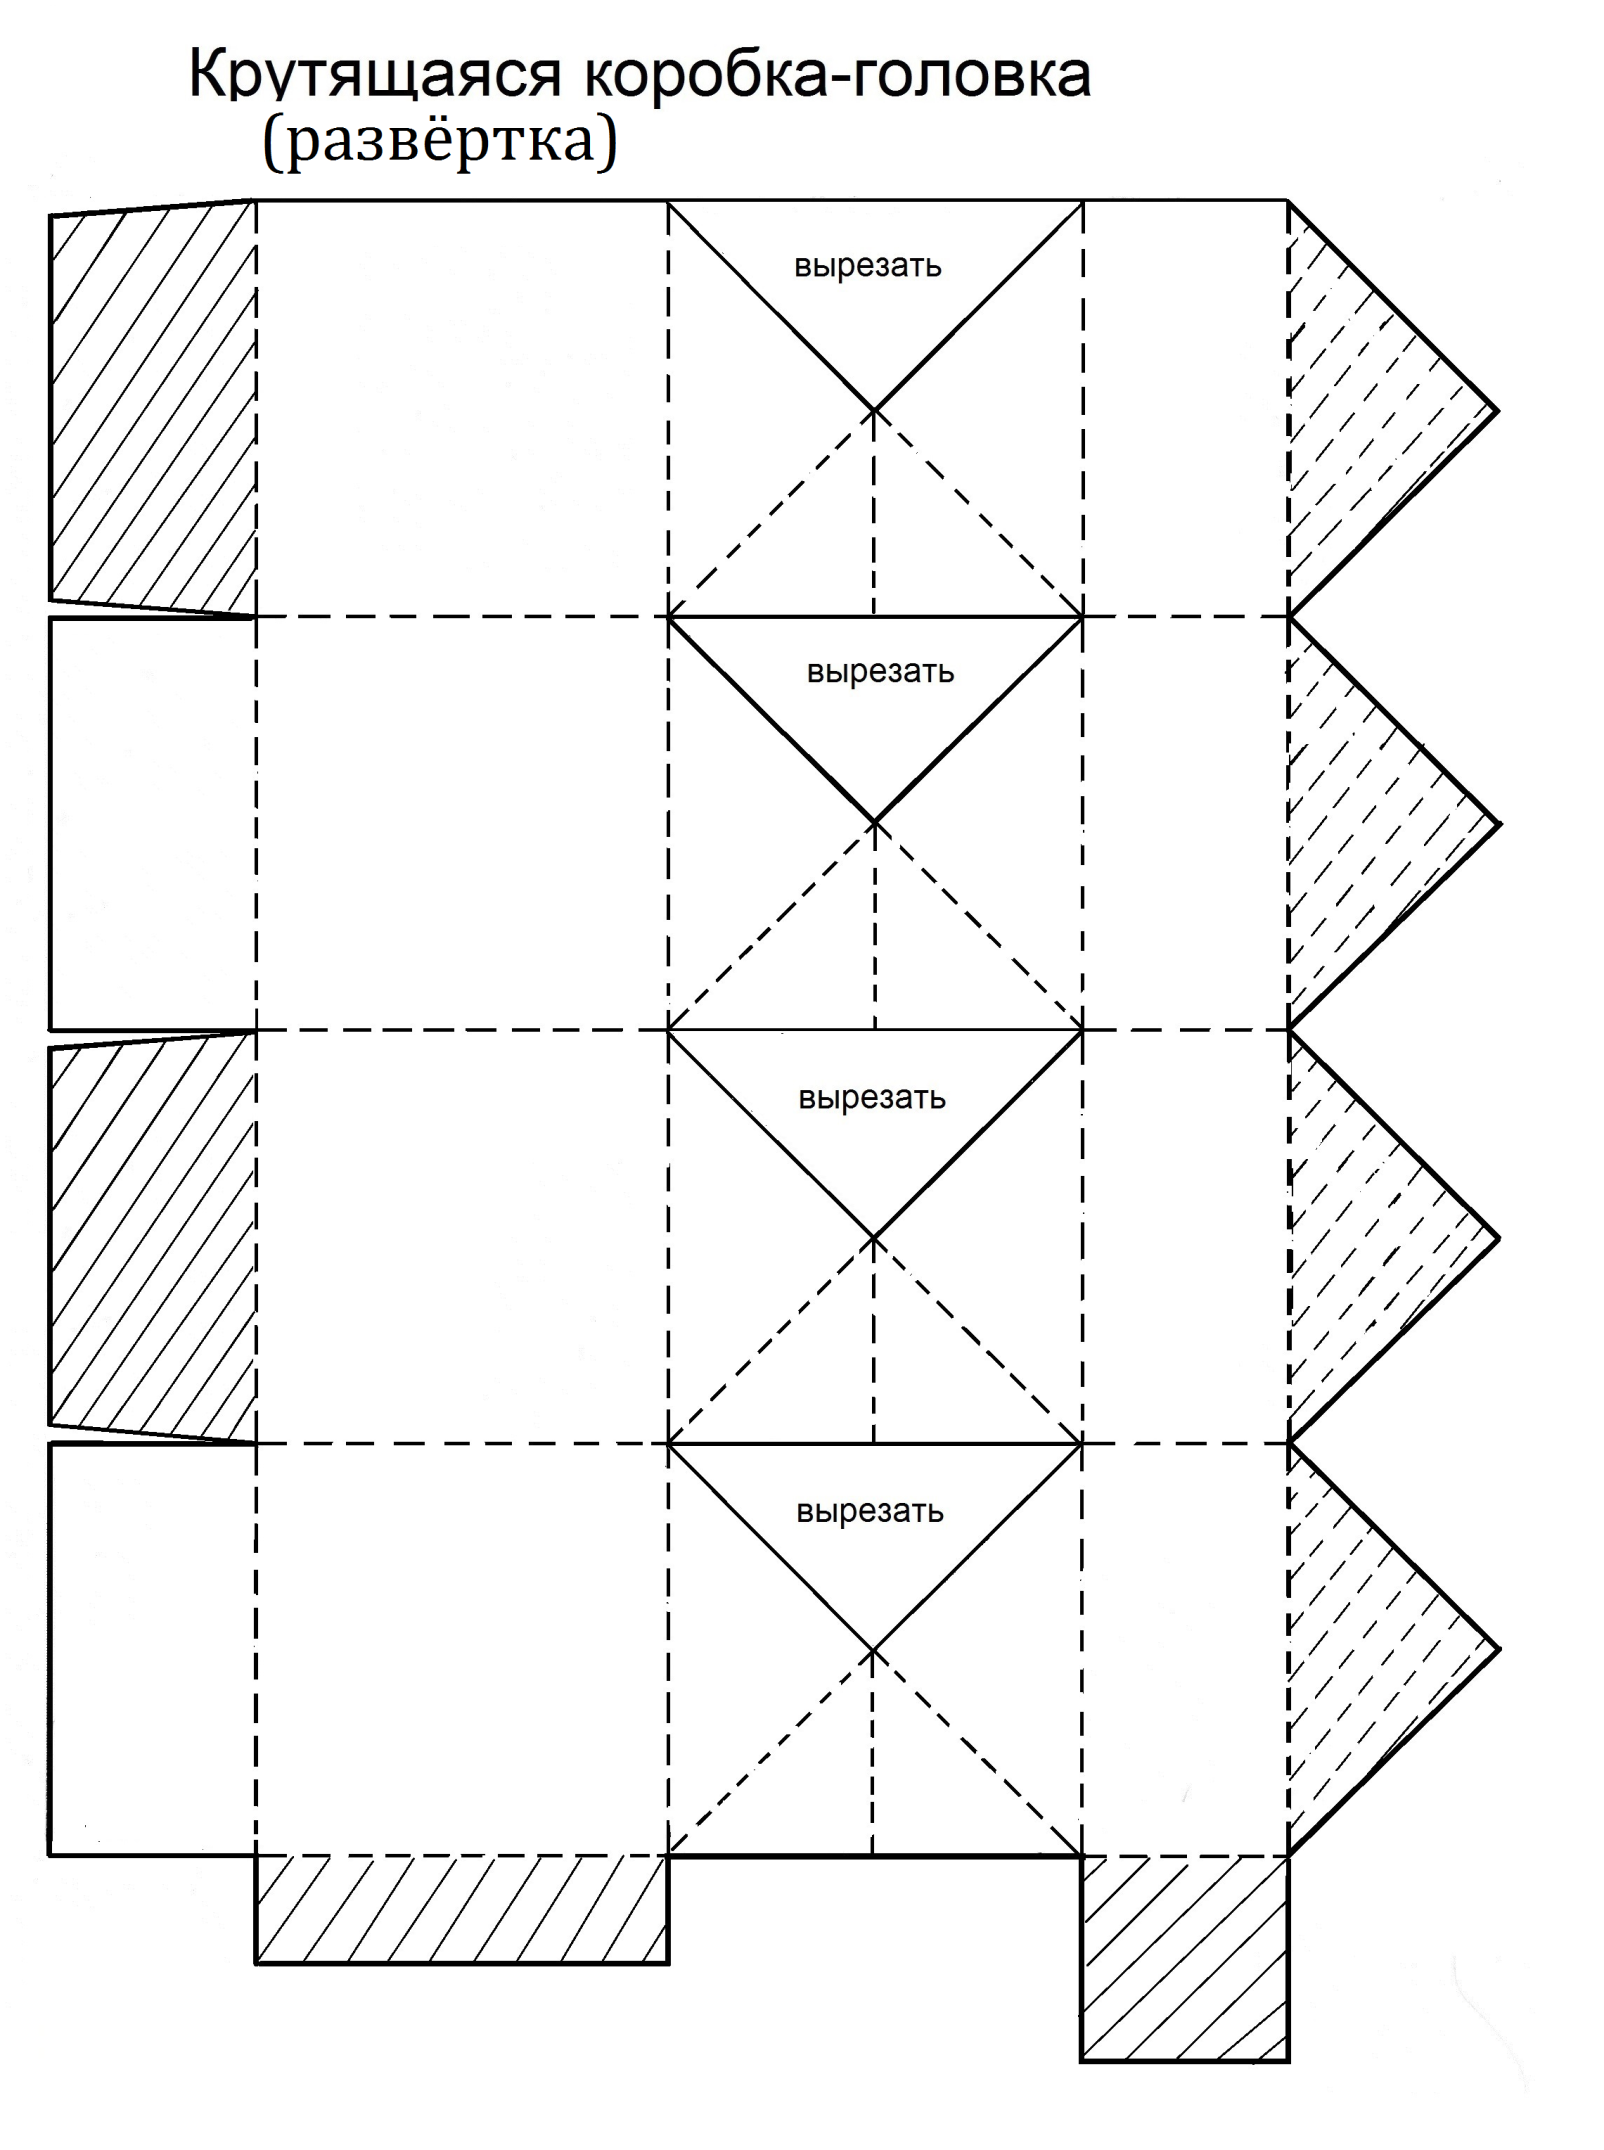 Крутящаяся коробка-головка
(развёртка)
вырезать
вырезать
вырезать
вырезать